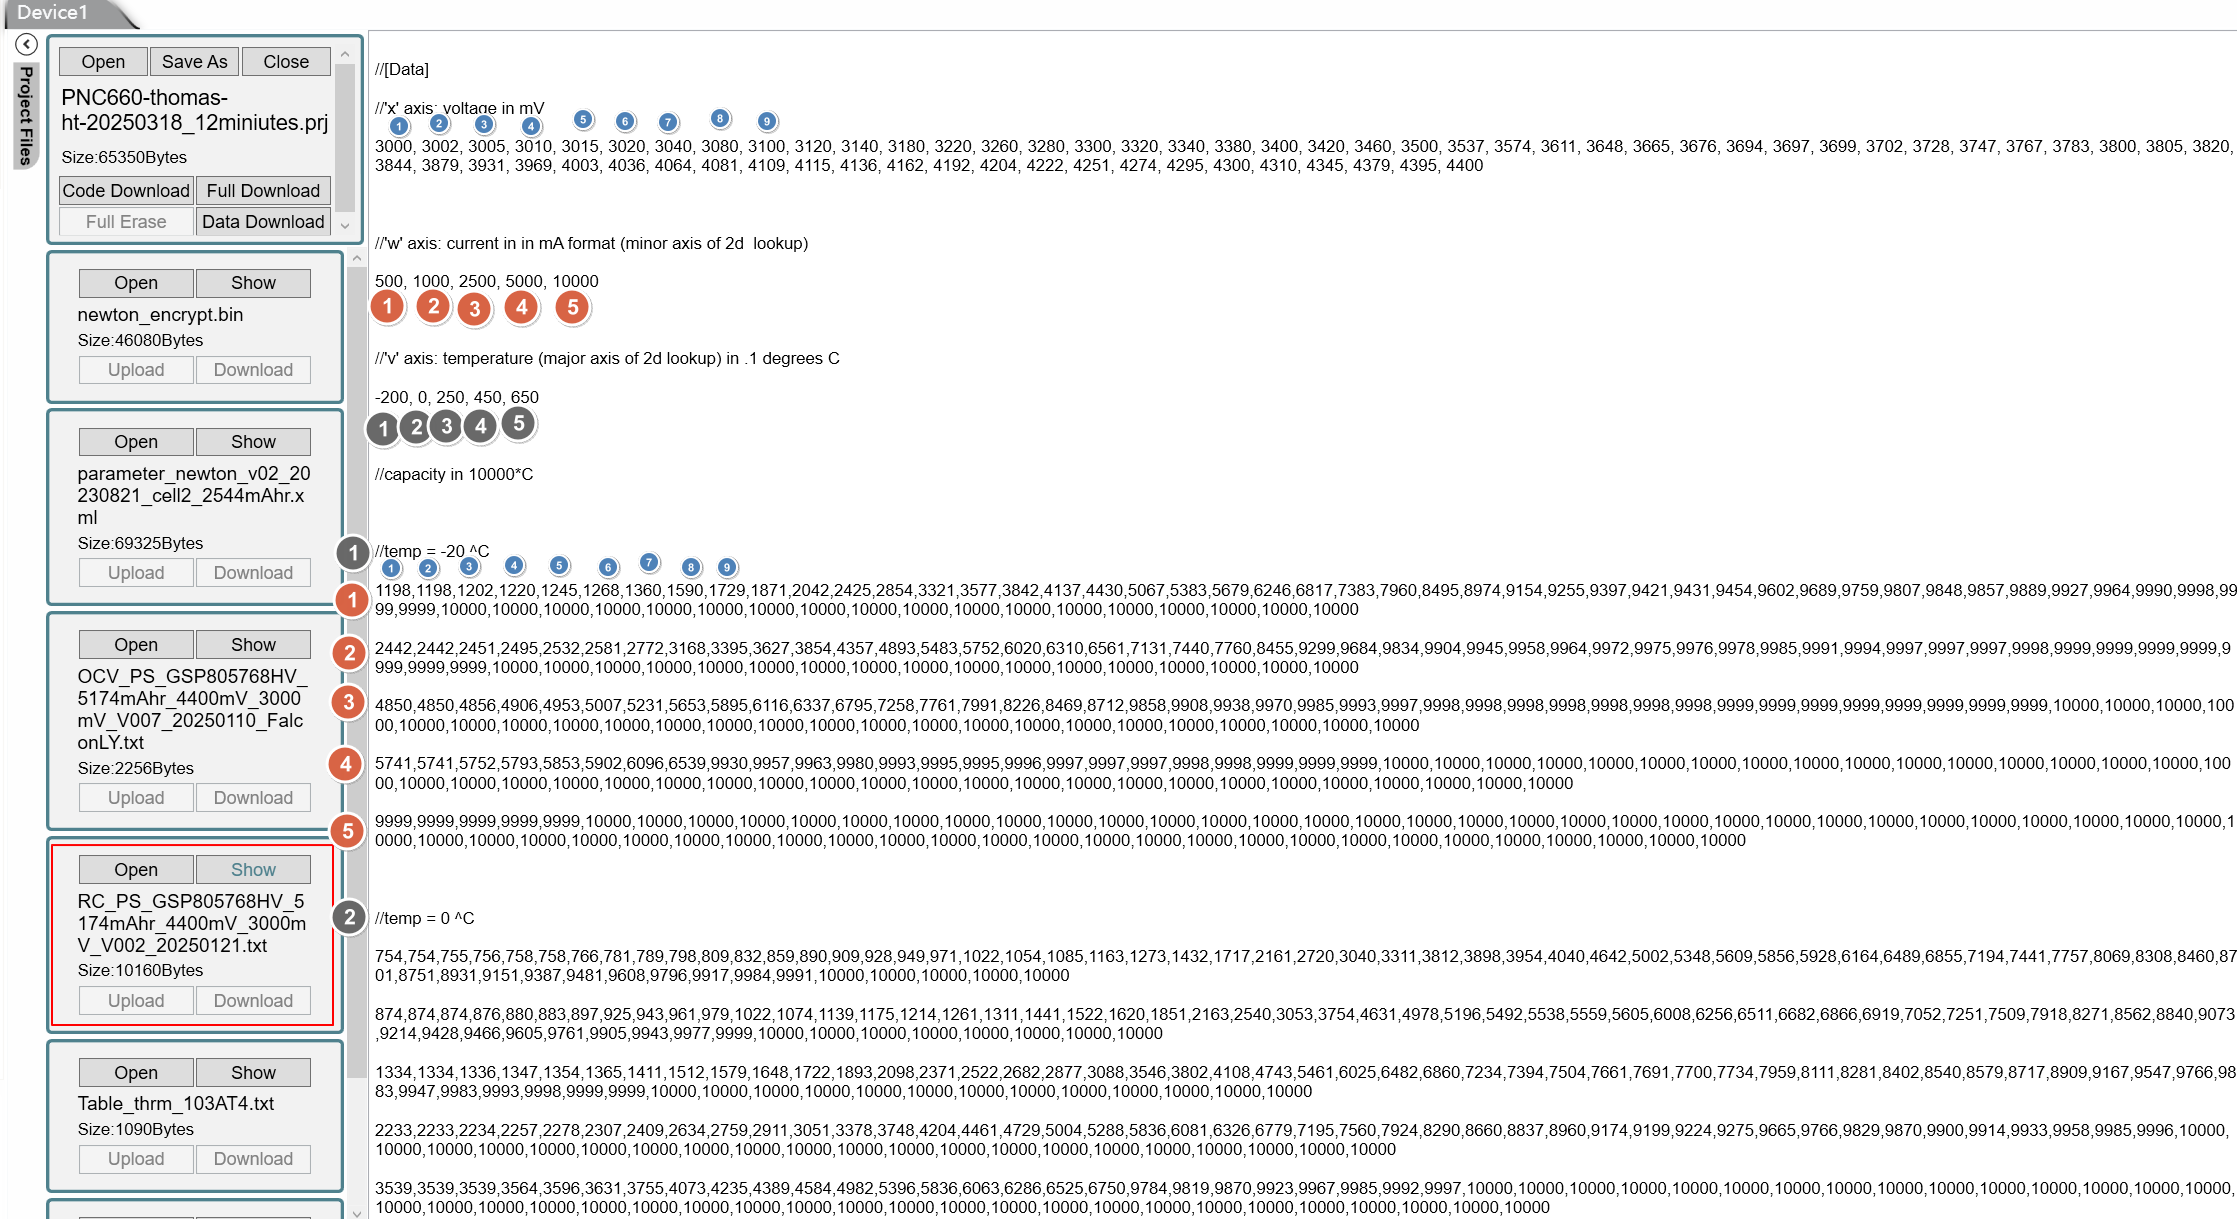 Device1
Project Files
Open Save As Close
PNC660-thomas-
ht-20250318_12miniutes.prj
Size:65350Bytes
Code Download Full Download
Full Erase Data Download
Open Show
newton_encrypt.bin
Size:46080Bytes
Upload Download
Open Show
parameter_newton_v02_20
230821_cell2_2544mAhr.x
ml
Size:69325Bytes
Upload Download
Open Show
OCV_PS_GSP805768HV_
5174mAhr_4400mV_3000
mV_V007_20250110_Falc
onLY.txt
Size:2256Bytes
Upload Download
Open Show
RC_PS_GSP805768HV_5
174mAhr_4400mV_3000m
V_V002_20250121.txt
Size:10160Bytes
Upload Download
Open Show
Table_thrm_103AT4.txt
Size:1090Bytes
Upload Download
//[Data]
//'x' axis: voltage in mV
1 2 3 4 5 6 7 8 9
3000, 3002, 3005, 3010, 3015, 3020, 3040, 3080, 3100, 3120, 3140, 3180, 3220, 3260, 3280, 3300, 3320, 3340, 3380, 3400, 3420, 3460, 3500, 3537, 3574, 3611, 3648, 3665, 3676, 3694, 3697, 3699, 3702, 3728, 3747, 3767, 3783, 3800, 3805, 3820,
3844, 3879, 3931, 3969, 4003, 4036, 4064, 4081, 4109, 4115, 4136, 4162, 4192, 4204, 4222, 4251, 4274, 4295, 4300, 4310, 4345, 4379, 4395, 4400
//'w' axis: current in in mA format (minor axis of 2d  lookup)
500, 1000, 2500, 5000, 10000
1 2 3 4 5
//'v' axis: temperature (major axis of 2d lookup) in .1 degrees C
-200, 0, 250, 450, 650
1 2 3 4 5
//capacity in 10000*C
1 //temp = -20 ^C
1 2 3 4 5 6 7 8 9
1 1198,1198,1202,1220,1245,1268,1360,1590,1729,1871,2042,2425,2854,3321,3577,3842,4137,4430,5067,5383,5679,6246,6817,7383,7960,8495,8974,9154,9255,9397,9421,9431,9454,9602,9689,9759,9807,9848,9857,9889,9927,9964,9990,9998,99
99,9999,10000,10000,10000,10000,10000,10000,10000,10000,10000,10000,10000,10000,10000,10000,10000,10000,10000,10000
2 2442,2442,2451,2495,2532,2581,2772,3168,3395,3627,3854,4357,4893,5483,5752,6020,6310,6561,7131,7440,7760,8455,9299,9684,9834,9904,9945,9958,9964,9972,9975,9976,9978,9985,9991,9994,9997,9997,9997,9998,9999,9999,9999,9999,9
999,9999,9999,10000,10000,10000,10000,10000,10000,10000,10000,10000,10000,10000,10000,10000,10000,10000,10000,10000
3 4850,4850,4856,4906,4953,5007,5231,5653,5895,6116,6337,6795,7258,7761,7991,8226,8469,8712,9858,9908,9938,9970,9985,9993,9997,9998,9998,9998,9998,9998,9998,9998,9999,9999,9999,9999,9999,9999,9999,9999,10000,10000,10000,100
00,10000,10000,10000,10000,10000,10000,10000,10000,10000,10000,10000,10000,10000,10000,10000,10000,10000,10000,10000,10000
4 5741,5741,5752,5793,5853,5902,6096,6539,9930,9957,9963,9980,9993,9995,9995,9996,9997,9997,9997,9998,9998,9999,9999,9999,10000,10000,10000,10000,10000,10000,10000,10000,10000,10000,10000,10000,10000,10000,10000,10000,100
00,10000,10000,10000,10000,10000,10000,10000,10000,10000,10000,10000,10000,10000,10000,10000,10000,10000,10000,10000,10000,10000,10000,10000
5 9999,9999,9999,9999,9999,10000,10000,10000,10000,10000,10000,10000,10000,10000,10000,10000,10000,10000,10000,10000,10000,10000,10000,10000,10000,10000,10000,10000,10000,10000,10000,10000,10000,10000,10000,10000,10000,1
0000,10000,10000,10000,10000,10000,10000,10000,10000,10000,10000,10000,10000,10000,10000,10000,10000,10000,10000,10000,10000,10000,10000,10000,10000,10000,10000
2 //temp = 0 ^C
754,754,755,756,758,758,766,781,789,798,809,832,859,890,909,928,949,971,1022,1054,1085,1163,1273,1432,1717,2161,2720,3040,3311,3812,3898,3954,4040,4642,5002,5348,5609,5856,5928,6164,6489,6855,7194,7441,7757,8069,8308,8460,87
01,8751,8931,9151,9387,9481,9608,9796,9917,9984,9991,10000,10000,10000,10000,10000
874,874,874,876,880,883,897,925,943,961,979,1022,1074,1139,1175,1214,1261,1311,1441,1522,1620,1851,2163,2540,3053,3754,4631,4978,5196,5492,5538,5559,5605,6008,6256,6511,6682,6866,6919,7052,7251,7509,7918,8271,8562,8840,9073
,9214,9428,9466,9605,9761,9905,9943,9977,9999,10000,10000,10000,10000,10000,10000,10000,10000
1334,1334,1336,1347,1354,1365,1411,1512,1579,1648,1722,1893,2098,2371,2522,2682,2877,3088,3546,3802,4108,4743,5461,6025,6482,6860,7234,7394,7504,7661,7691,7700,7734,7959,8111,8281,8402,8540,8579,8717,8909,9167,9547,9766,98
83,9947,9983,9993,9998,9999,9999,10000,10000,10000,10000,10000,10000,10000,10000,10000,10000,10000,10000,10000
2233,2233,2234,2257,2278,2307,2409,2634,2759,2911,3051,3378,3748,4204,4461,4729,5004,5288,5836,6081,6326,6779,7195,7560,7924,8290,8660,8837,8960,9174,9199,9224,9275,9665,9766,9829,9870,9900,9914,9933,9958,9985,9996,10000,
10000,10000,10000,10000,10000,10000,10000,10000,10000,10000,10000,10000,10000,10000,10000,10000,10000,10000,10000,10000
3539,3539,3539,3564,3596,3631,3755,4073,4235,4389,4584,4982,5396,5836,6063,6286,6525,6750,9784,9819,9870,9923,9967,9985,9992,9997,10000,10000,10000,10000,10000,10000,10000,10000,10000,10000,10000,10000,10000,10000,10000,
10000,10000,10000,10000,10000,10000,10000,10000,10000,10000,10000,10000,10000,10000,10000,10000,10000,10000,10000,10000,10000,10000,10000